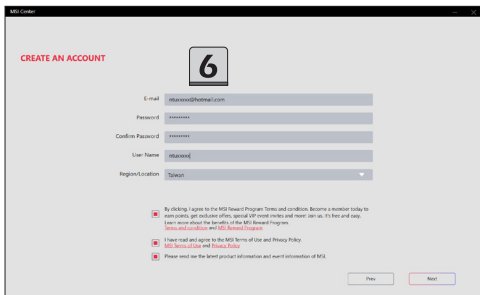 MSI Center
CREATE AN ACCOUNT
6
E-mail
ntuxxxxx@hotmail.com
Password
*********
Confirm Password
*********
User Name
ntuxxxxx
Region/Location
Taiwan
By clicking, I agree to the MSI Reward Program Terms and condition. Become a member today to
earn points, get exclusive offers, special VIP event invites and more! Join us. It's free and easy.
Learn more about the benefits of the MSI Reward Program.
Terms and condition and MSI Reward Program
I have read and agree to the MSI Terms of Use and Privacy Policy.
MSI Terms of Use and Privacy Policy
Please send me the latest product information and event information of MSI.
Prev
Next